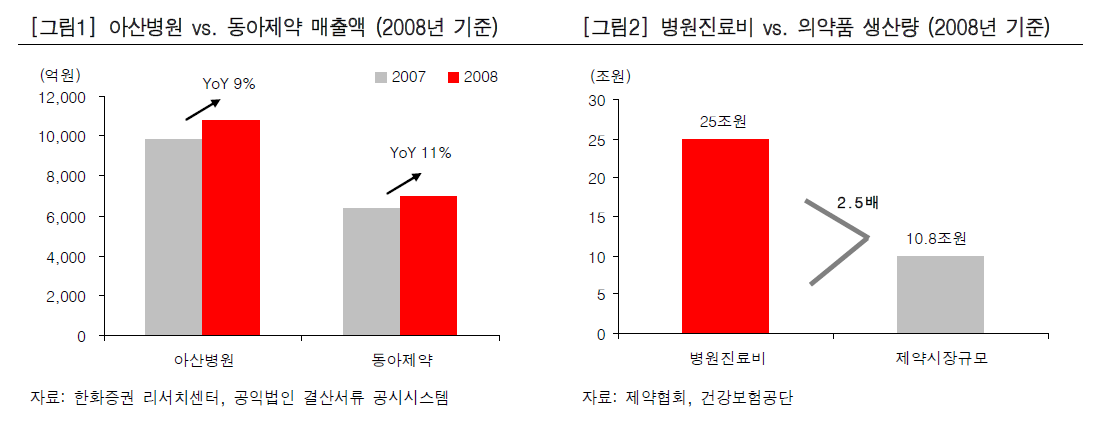 [그림1] 아산병원 vs. 동아제약 매출액 (2008년 기준)
(억원)
2007
2008
YoY 9%
YoY 11%
12,000
10,000
8,000
6,000
4,000
2,000
0
아산병원
동아제약
자료: 한화증권 리서치센터, 공익법인 결산서류 공시시스템
[그림2] 병원진료비 vs. 의약품 생산량 (2008년 기준)
(조원)
30
25
20
15
10
5
0
25조원
2.5배
10.8조원
병원진료비
제약시장규모
자료: 제약협회, 건강보험공단